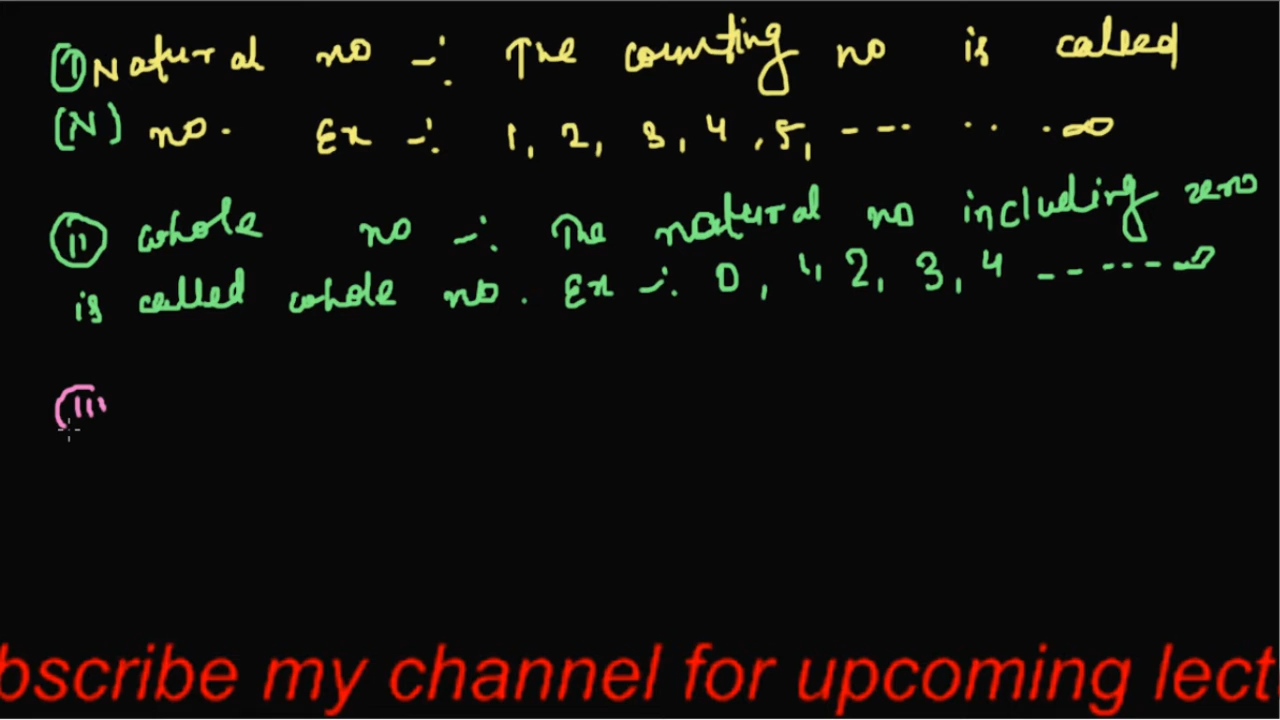 (i) Natural no -: The counting no is called
(N) no. Ex -: 1, 2, 3, 4, 5, --- .. . ∞
(ii) whole no -: The natural no including zero
is called whole no. Ex -: 0, 1, 2, 3, 4 ------ ∞
(iii
bscribe my channel for upcoming lect